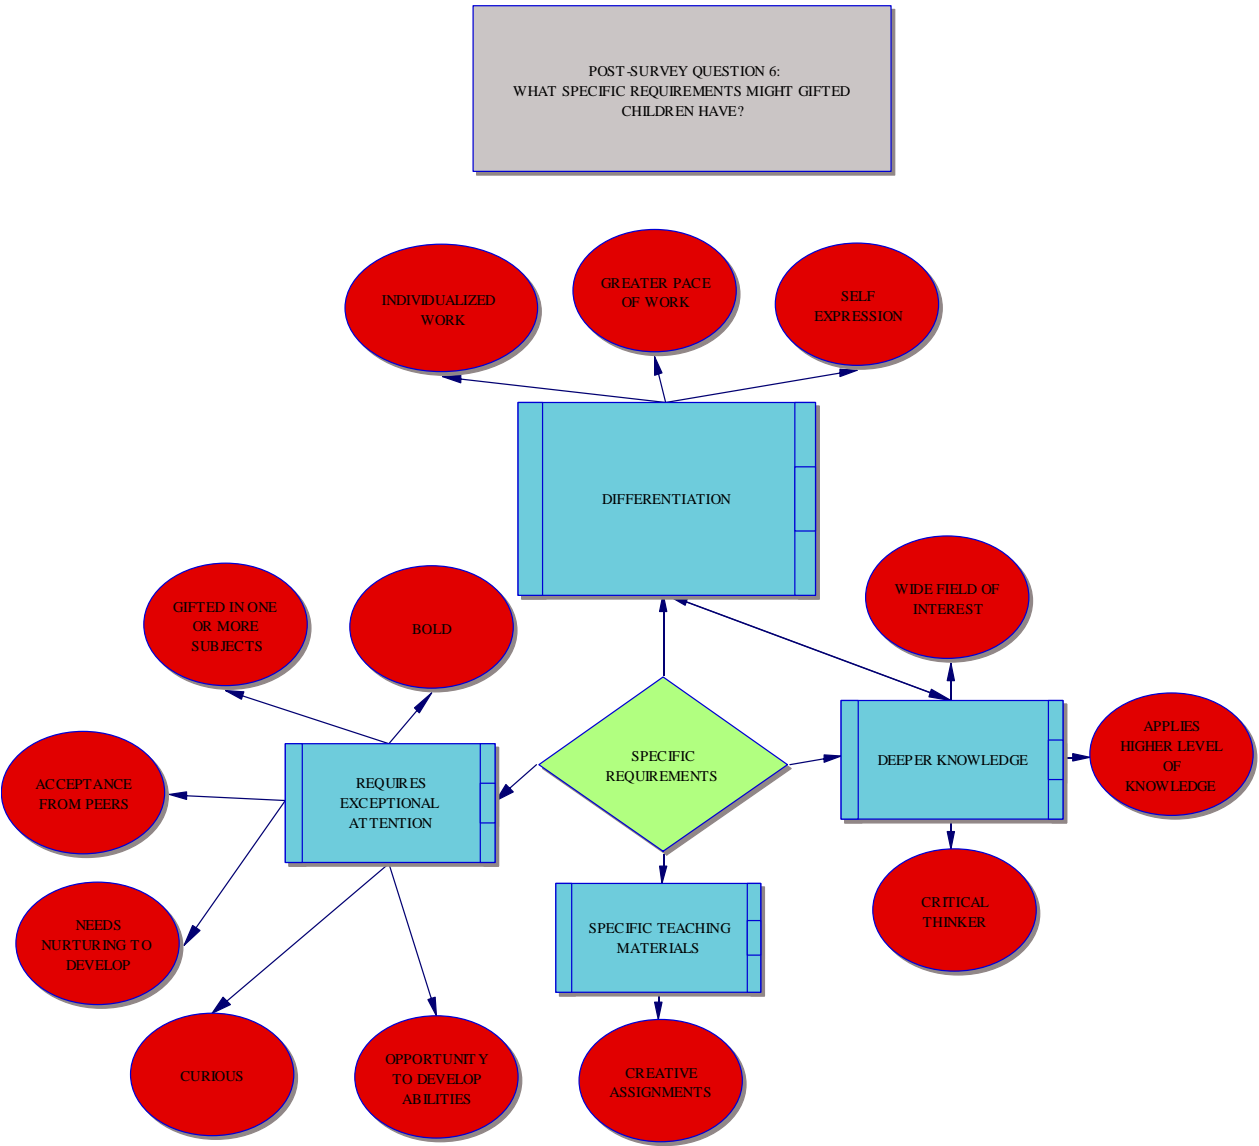 POST-SURVEY QUESTION 6:
WHAT SPECIFIC REQUIREMENTS MIGHT GIFTED
CHILDREN HAVE?
INDIVIDUALIZED
WORK
GREATER PACE
OF WORK
SELF
EXPRESSION
DIFFERENTIATION
GIFTED IN ONE
OR MORE
SUBJECTS
BOLD
WIDE FIELD OF
INTEREST
ACCEPTANCE
FROM PEERS
REQUIRES
EXCEPTIONAL
ATTENTION
SPECIFIC
REQUIREMENTS
DEEPER KNOWLEDGE
APPLIES
HIGHER LEVEL
OF
KNOWLEDGE
NEEDS
NURTURING TO
DEVELOP
SPECIFIC TEACHING
MATERIALS
CRITICAL
THINKER
CURIOUS
OPPORTUNITY
TO DEVELOP
ABILITIES
CREATIVE
ASSIGNMENTS